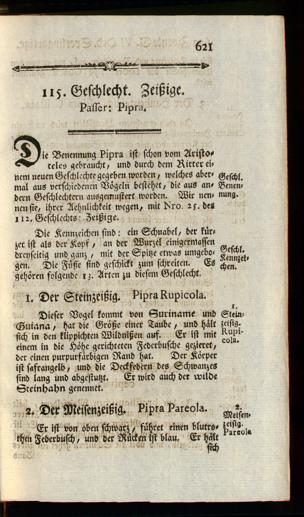 621
115. Geschlecht. Zeißige.
Passer: Pipra.
Die Benennung Pipra ist schon vom Aristo-
teles gebraucht, und durch dem Ritter ei-
nem neuen Geschlechte gegeben worden, welches aber-
mal aus verschiedenen Vögeln bestehet, die aus an-
dern Geschlechtern ausgemustert worden. Wir nen-
nen sie, ihrer Aehnlichkeit wegen, mit Nro. 25. des
112. Geschlechts: Zeißige.
Geschl.
Benen-
nung.
Die Kennzeichen sind: ein Schnabel, der kür-
zer ist als der Kopf, an der Wurzel einigermassen
dreyseitig und ganz, mit der Spitze etwas umgebo-
gen. Die Füsse sind geschickt zum schreiten. Es
gehören folgende 13. Arten zu diesem Geschlecht.
Geschl.
Kennzei-
chen.
1. Der Steinzeißig. Pipra Rupicola.
Dieser Vogel kommt von Suriname und
Guiana, hat die Größe einer Taube, und hält
sich in den klippichten Wildnißen auf. Er ist mit
einem in die Höhe gerichteten Federbusche gezieret,
der einen purpurfärbigen Rand hat. Der Körper
ist safrangelb, und die Deckfedern des Schwanzes
sind lang und abgestutzt. Er wird auch der wilde
Steinhahn genennet.
1.
Stein-
zeißig.
Rupi-
cola.
2. Der Meisenzeißig. Pipra Pareola.
Er ist von oben schwarz, führet einen blutro-
then Federbusch, und der Rücken ist blau. Er hält
sich
2.
Meisen-
zeißig.
Pareola